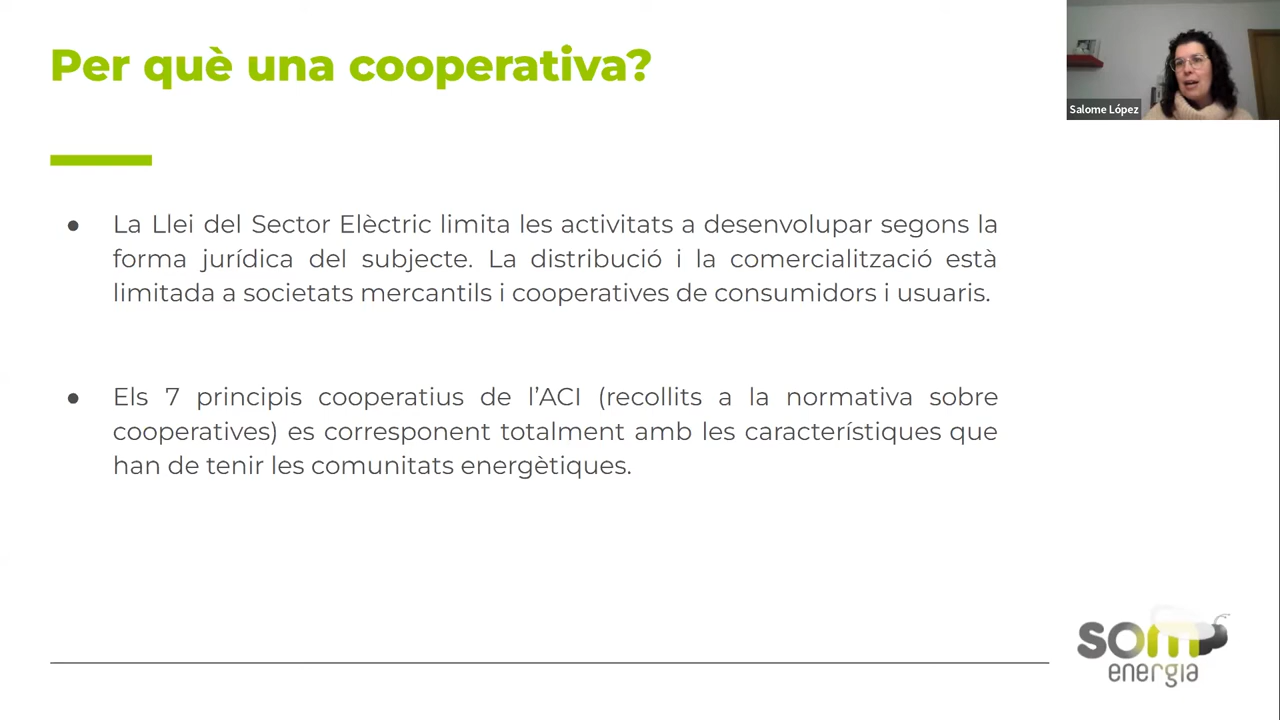 Per què una cooperativa?
Salome López
● La Llei del Sector Elèctric limita les activitats a desenvolupar segons la
forma jurídica del subjecte. La distribució i la comercialització està
limitada a societats mercantils i cooperatives de consumidors i usuaris.
● Els 7 principis cooperatius de l’ACI (recollits a la normativa sobre
cooperatives) es corresponent totalment amb les característiques que
han de tenir les comunitats energètiques.
som
energia